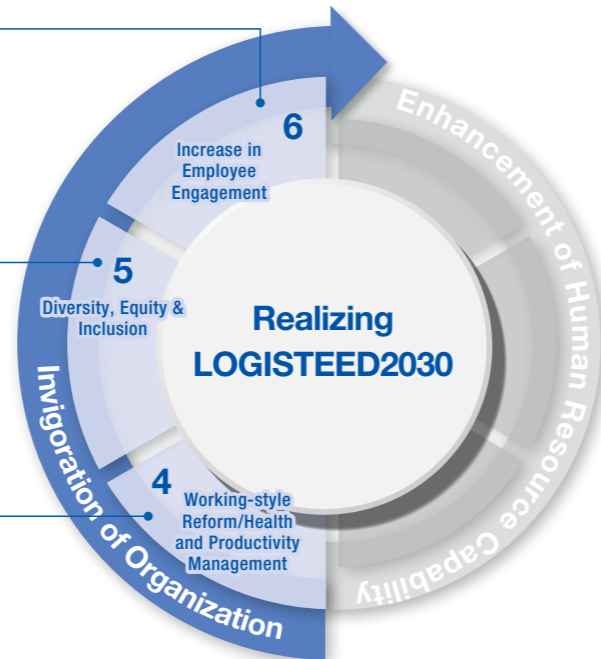 6
Increase in
Employee
Engagement
5
Diversity, Equity &
Inclusion
4
Working-style
Reform/Health
and Productivity
Management
Realizing
LOGISTEED2030
Invigoration of Organization
Enhancement of Human Resource Capability